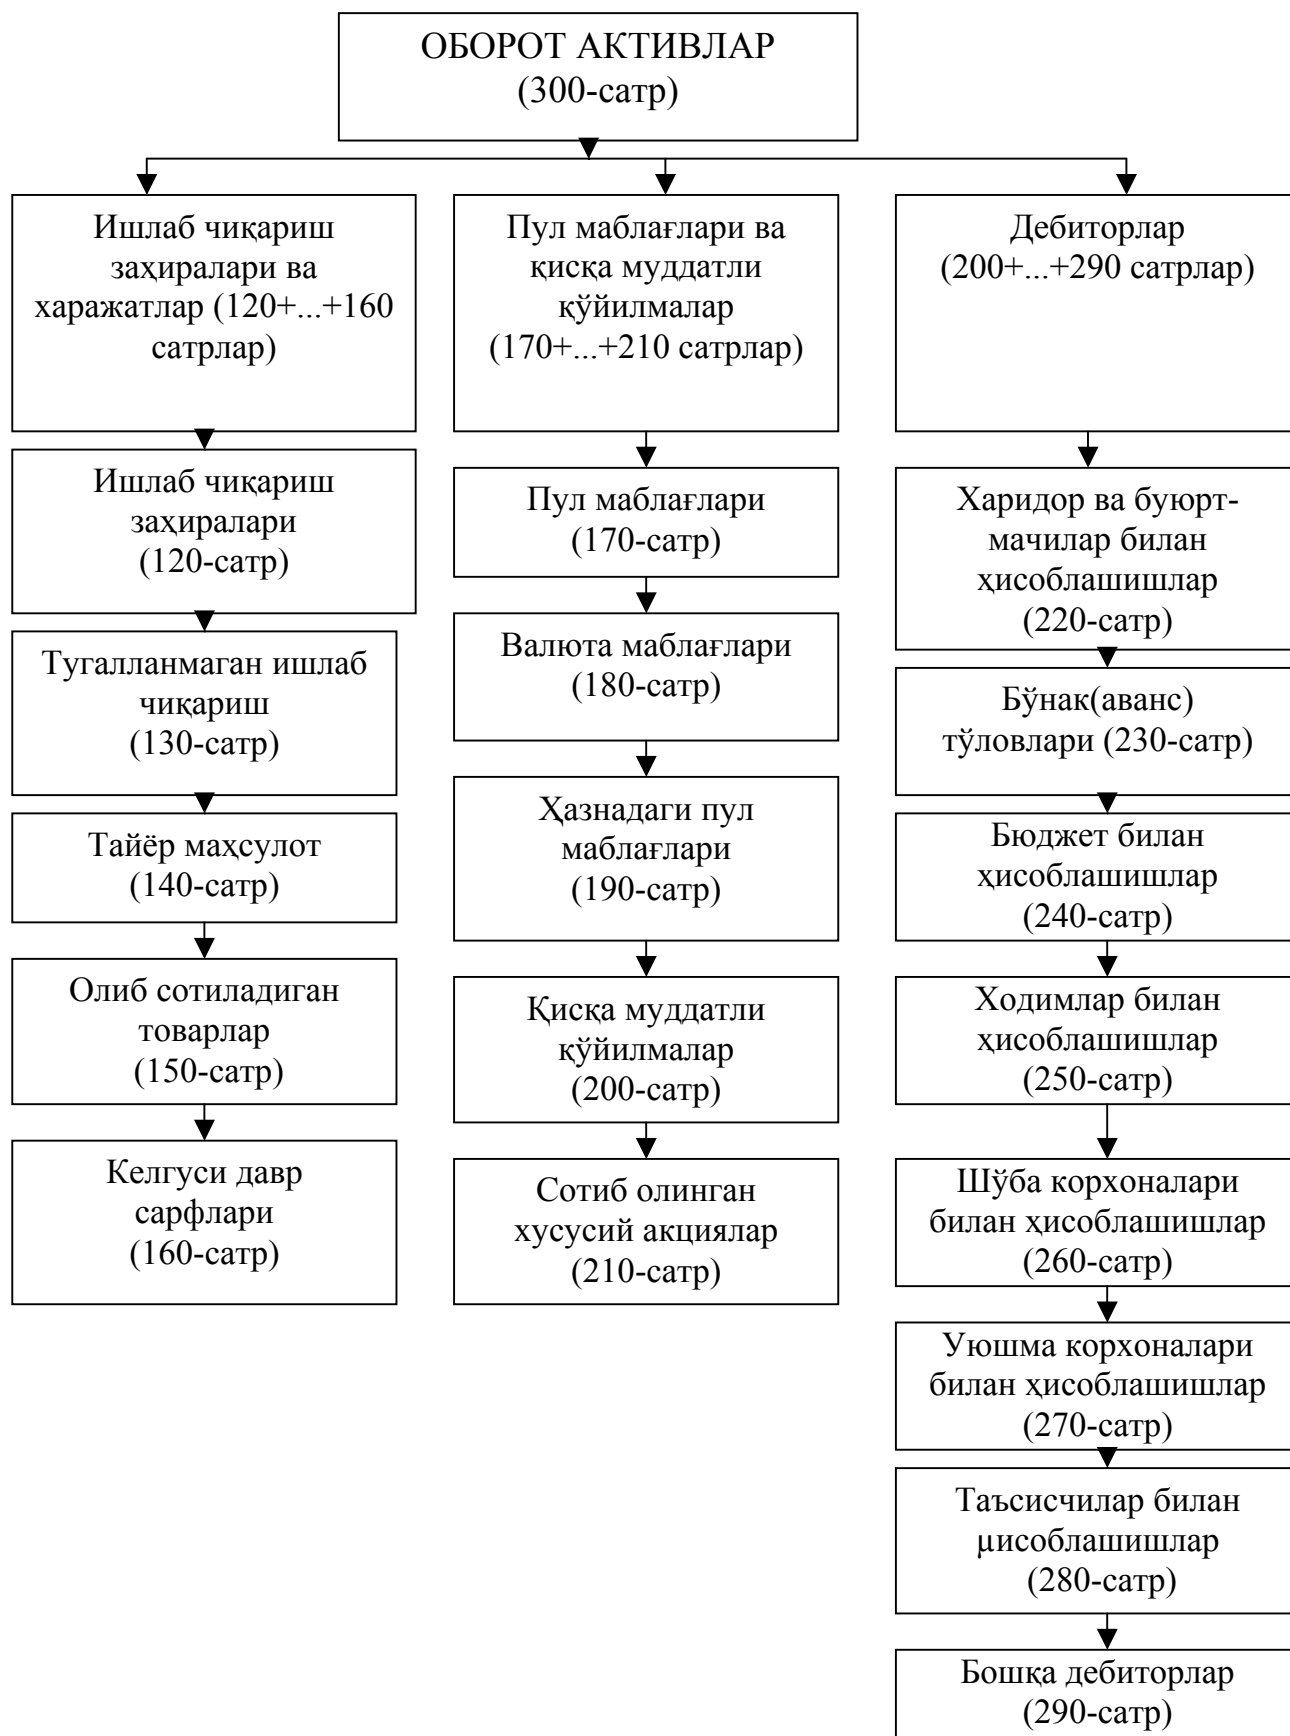 ОБОРОТ АКТИВЛАР
(300-сатр)
Ишлаб чиқариш
заҳиралари ва
харажатлар (120+...+160
сатрлар)
Ишлаб чиқариш
заҳиралари
(120-сатр)
Тугалланмаган ишлаб
чиқариш
(130-сатр)
Тайёр маҳсулот
(140-сатр)
Олиб сотиладиган
товарлар
(150-сатр)
Келгуси давр
сарфлари
(160-сатр)
Пул маблағлари ва
қисқа муддатли
қўйилмалар
(170+...+210 сатрлар)
Пул маблағлари
(170-сатр)
Валюта маблағлари
(180-сатр)
Ҳазнадаги пул
маблағлари
(190-сатр)
Қисқа муддатли
қўйилмалар
(200-сатр)
Сотиб олинган
хусусий акциялар
(210-сатр)
Дебиторлар
(200+...+290 сатрлар)
Харидор ва буюрт-
мачилар билан
ҳисоблашишлар
(220-сатр)
Бўнак(аванс)
тўловлари (230-сатр)
Бюджет билан
ҳисоблашишлар
(240-сатр)
Ходимлар билан
ҳисоблашишлар
(250-сатр)
Шўба корхоналари
билан ҳисоблашишлар
(260-сатр)
Уюшма корхоналари
билан ҳисоблашишлар
(270-сатр)
Таъсисчилар билан
µисоблашишлар
(280-сатр)
Бошқа дебиторлар
(290-сатр)